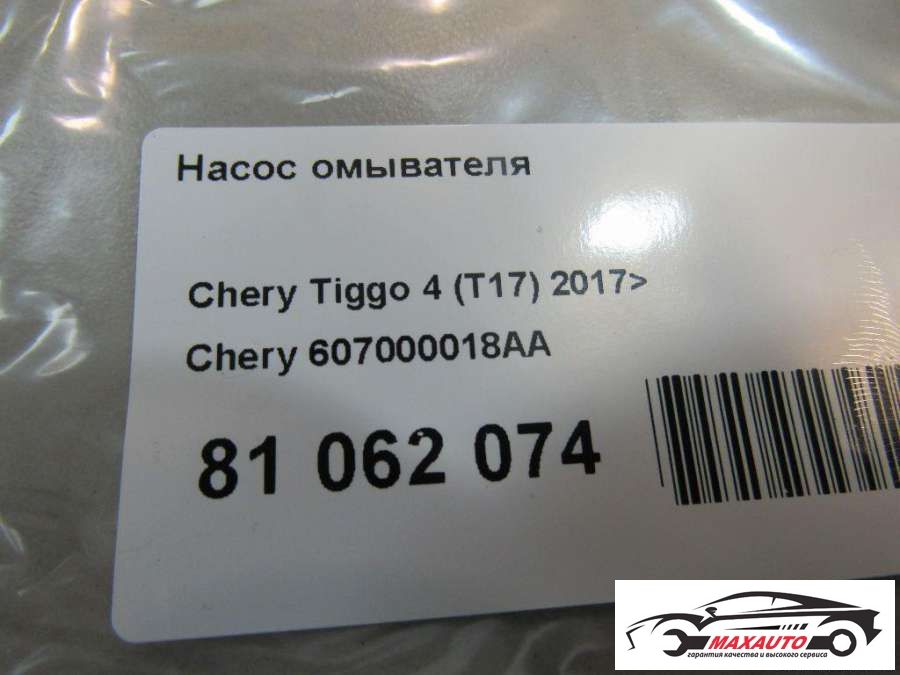 Насос омывателя
Chery Tiggo 4 (T17) 2017>
Chery 607000018AA
81 062 074
MAXAUTO
гарантия качества и высокого сервиса